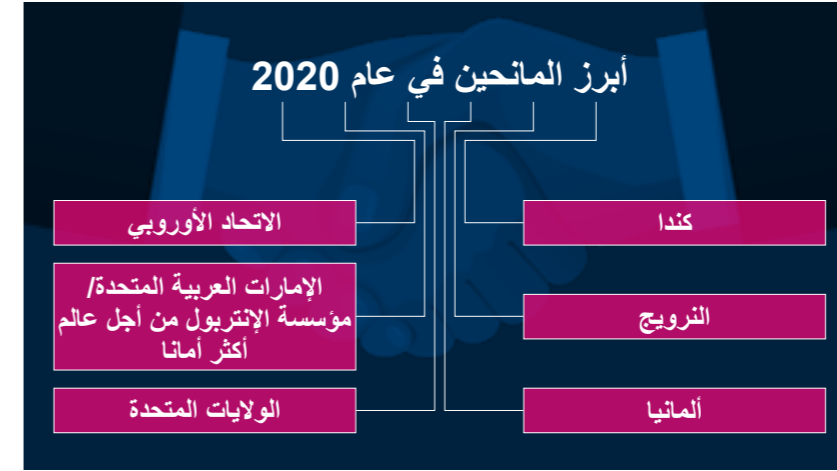 أبرز المانحين في عام 2020
كندا
النرويج
ألمانيا
الاتحاد الأوروبي
الإمارات العربية المتحدة/
مؤسسة الإنتربول من أجل عالم
أكثر أمانا
الولايات المتحدة